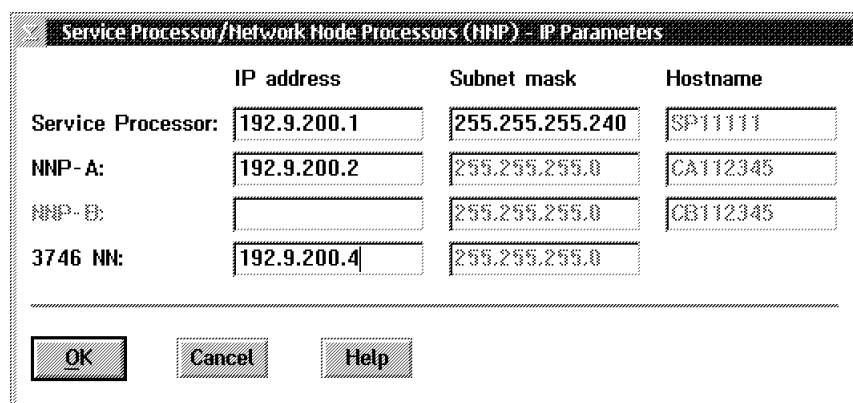 Service Processor/Network Node Processors (NNP) - IP Parameters
IP address Subnet mask Hostname
Service Processor: 192.9.200.1 255.255.255.240 SP11111
NNP-A: 192.9.200.2 255.255.255.0 CA112345
NNP-B: 255.255.255.0 CB112345
3746 NN: 192.9.200.4 255.255.255.0
OK Cancel Help